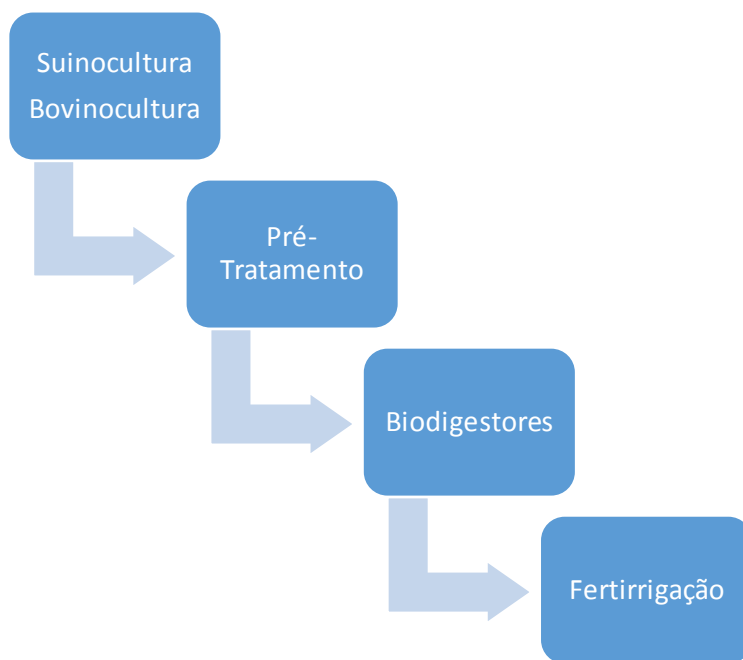 Suinocultura
Bovinocultura
Pré-
Tratamento
Biodigestores
Fertirrigação